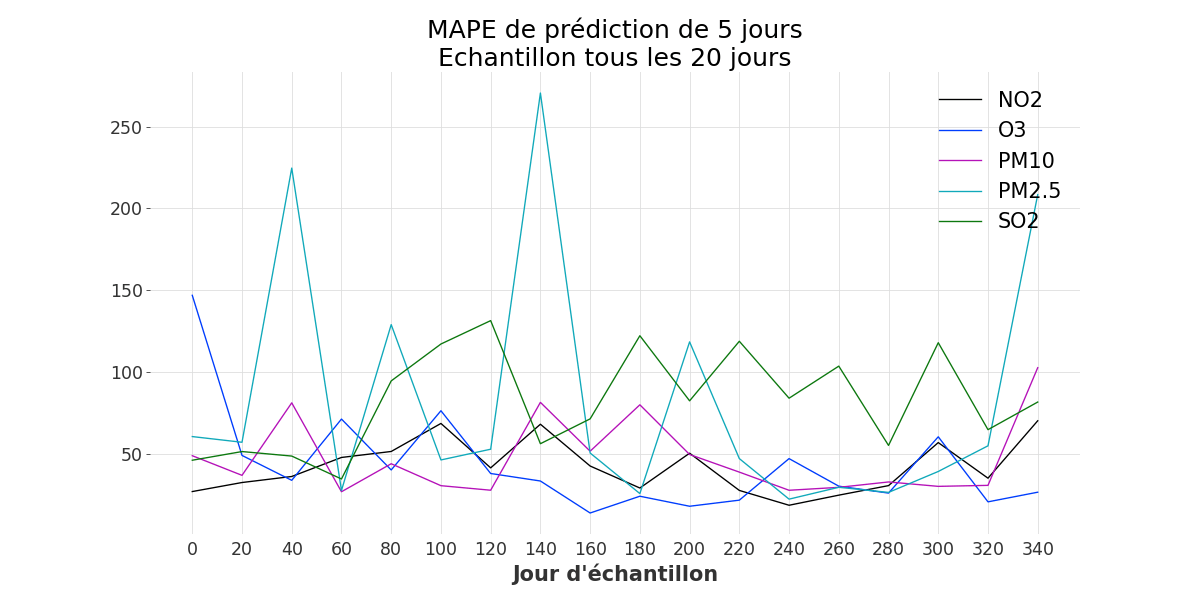 MAPE de prédiction de 5 jours
Echantillon tous les 20 jours
NO2
O3
PM10
PM2.5
SO2
250
200
150
100
50
0 20 40 60 80 100 120 140 160 180 200 220 240 260 280 300 320 340
Jour d'échantillon